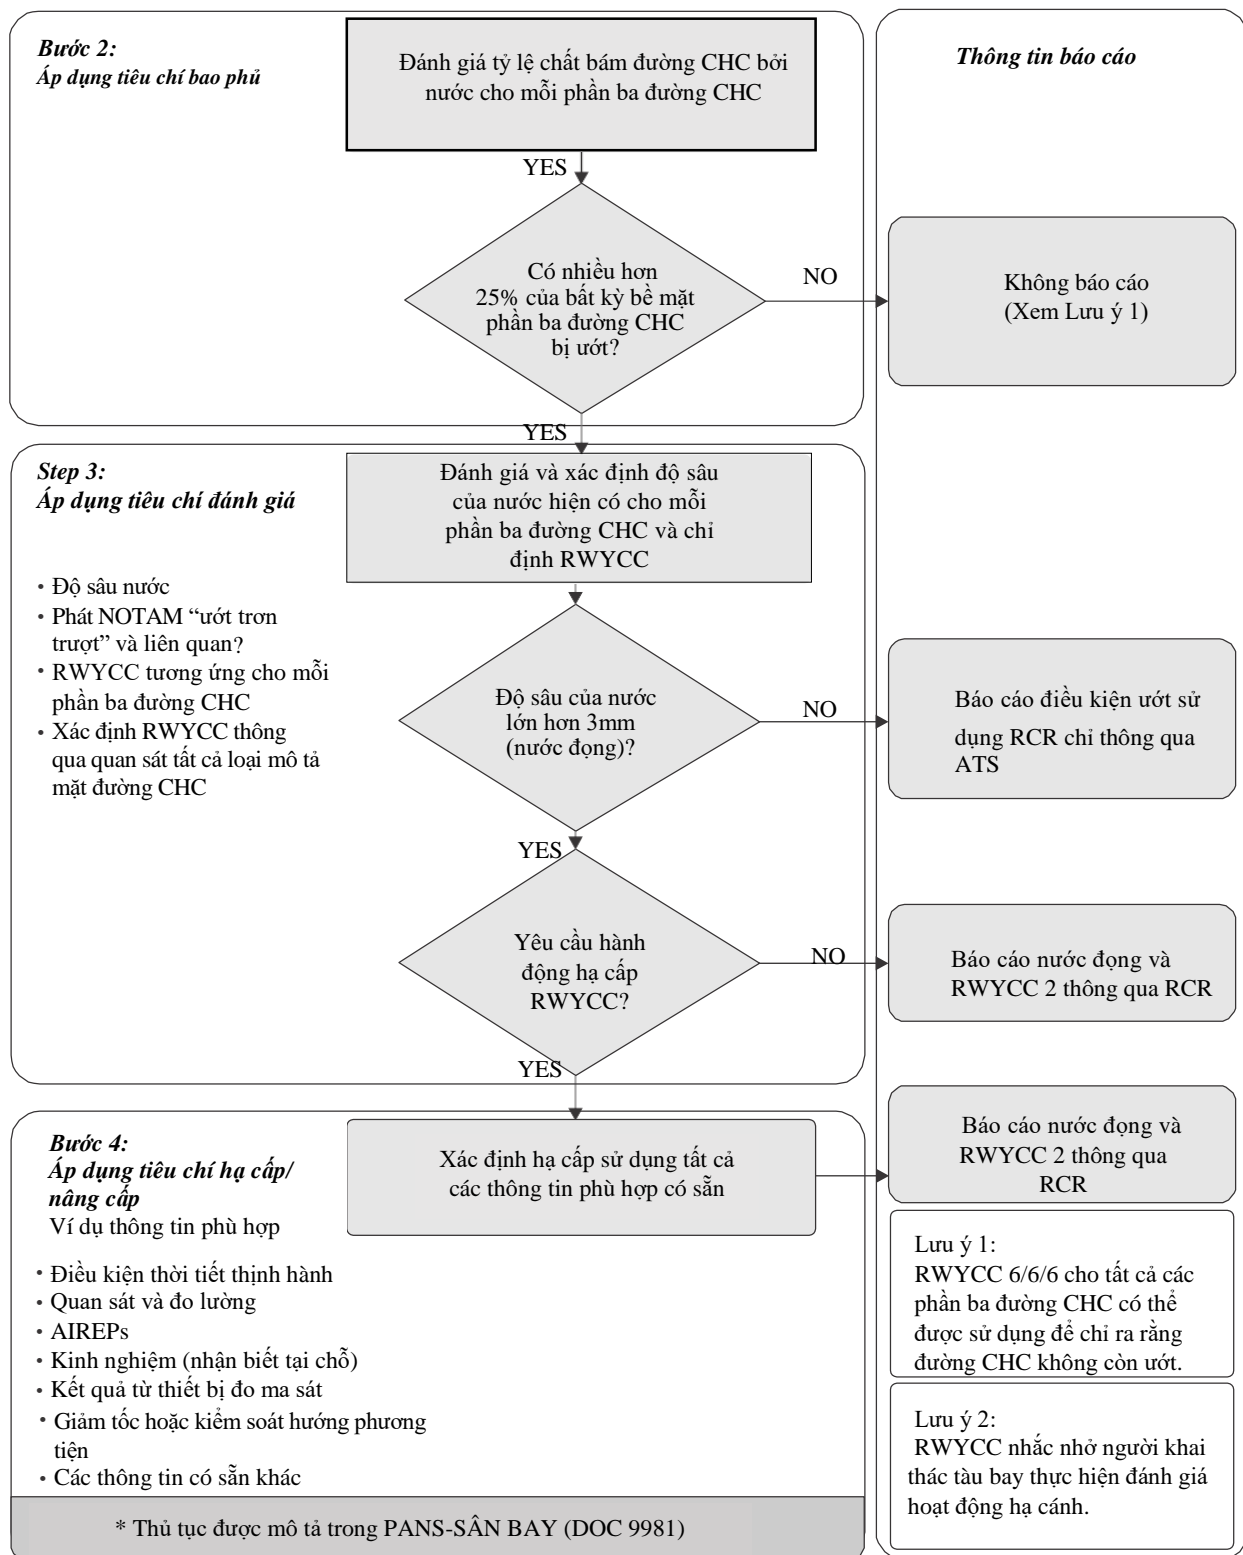 Bước 2:
Áp dụng tiêu chí bao phủ
Đánh giá tỷ lệ chất bám đường CHC bởi
nước cho mỗi phần ba đường CHC
YES
Có nhiều hơn
25% của bất kỳ bề mặt
phần ba đường CHC
bị ướt?
NO
YES
Thông tin báo cáo
Không báo cáo
(Xem Lưu ý 1)
Step 3:
Áp dụng tiêu chí đánh giá
• Độ sâu nước
• Phát NOTAM “ướt trơn
trượt” và liên quan?
• RWYCC tương ứng cho mỗi
phần ba đường CHC
• Xác định RWYCC thông
qua quan sát tất cả loại mô tả
mặt đường CHC
Đánh giá và xác định độ sâu
của nước hiện có cho mỗi
phần ba đường CHC và chỉ
định RWYCC
Độ sâu của nước
lớn hơn 3mm
(nước đọng)?
NO
Báo cáo điều kiện ướt sử
dụng RCR chỉ thông qua
ATS
YES
Yêu cầu hành
động hạ cấp
RWYCC?
NO
Báo cáo nước đọng và
RWYCC 2 thông qua RCR
YES
Bước 4:
Áp dụng tiêu chí hạ cấp/
nâng cấp
Ví dụ thông tin phù hợp
• Điều kiện thời tiết thịnh hành
• Quan sát và đo lường
• AIREPs
• Kinh nghiệm (nhận biết tại chỗ)
• Kết quả từ thiết bị đo ma sát
• Giảm tốc hoặc kiểm soát hướng phương
tiện
• Các thông tin có sẵn khác
Xác định hạ cấp sử dụng tất cả
các thông tin phù hợp có sẵn
Báo cáo nước đọng và
RWYCC 2 thông qua
RCR
Lưu ý 1:
RWYCC 6/6/6 cho tất cả các
phần ba đường CHC có thể
được sử dụng để chỉ ra rằng
đường CHC không còn ướt.
Lưu ý 2:
RWYCC nhắc nhở người khai
thác tàu bay thực hiện đánh giá
hoạt động hạ cánh.
* Thủ tục được mô tả trong PANS-SÂN BAY (DOC 9981)